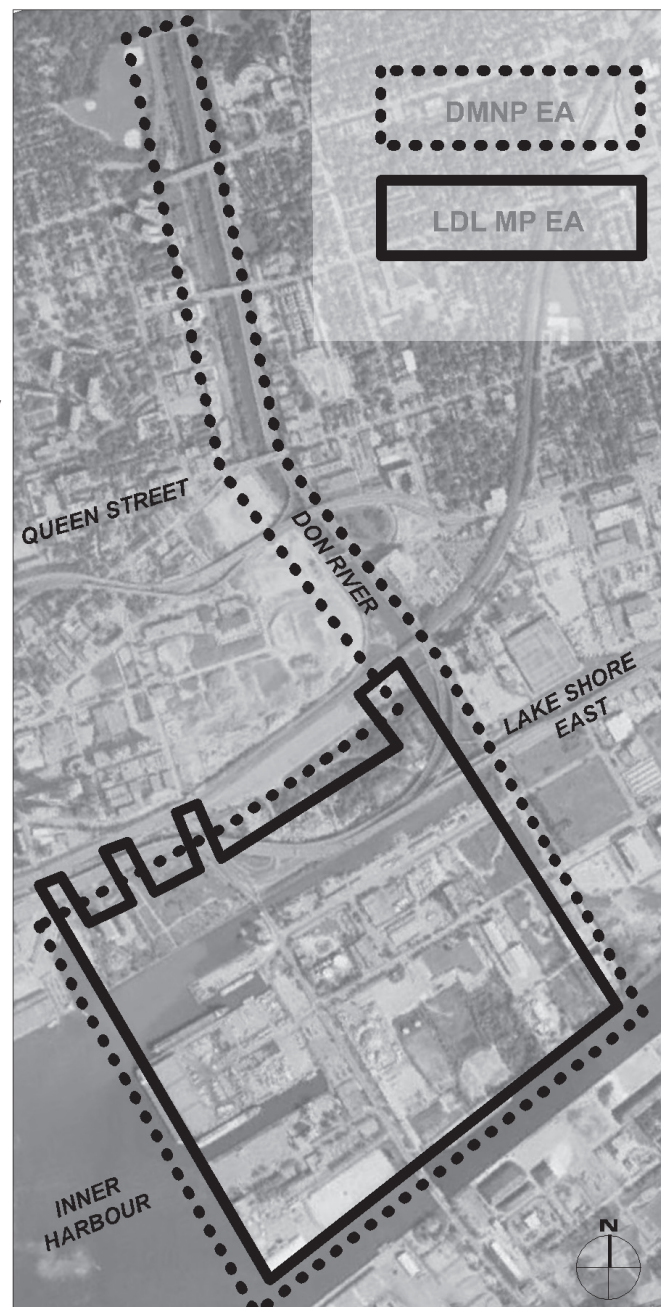 DMNP EA
LDL MP EA
QUEEN STREET
DON RIVER
LAKE SHORE
EAST
INNER
HARBOUR
N